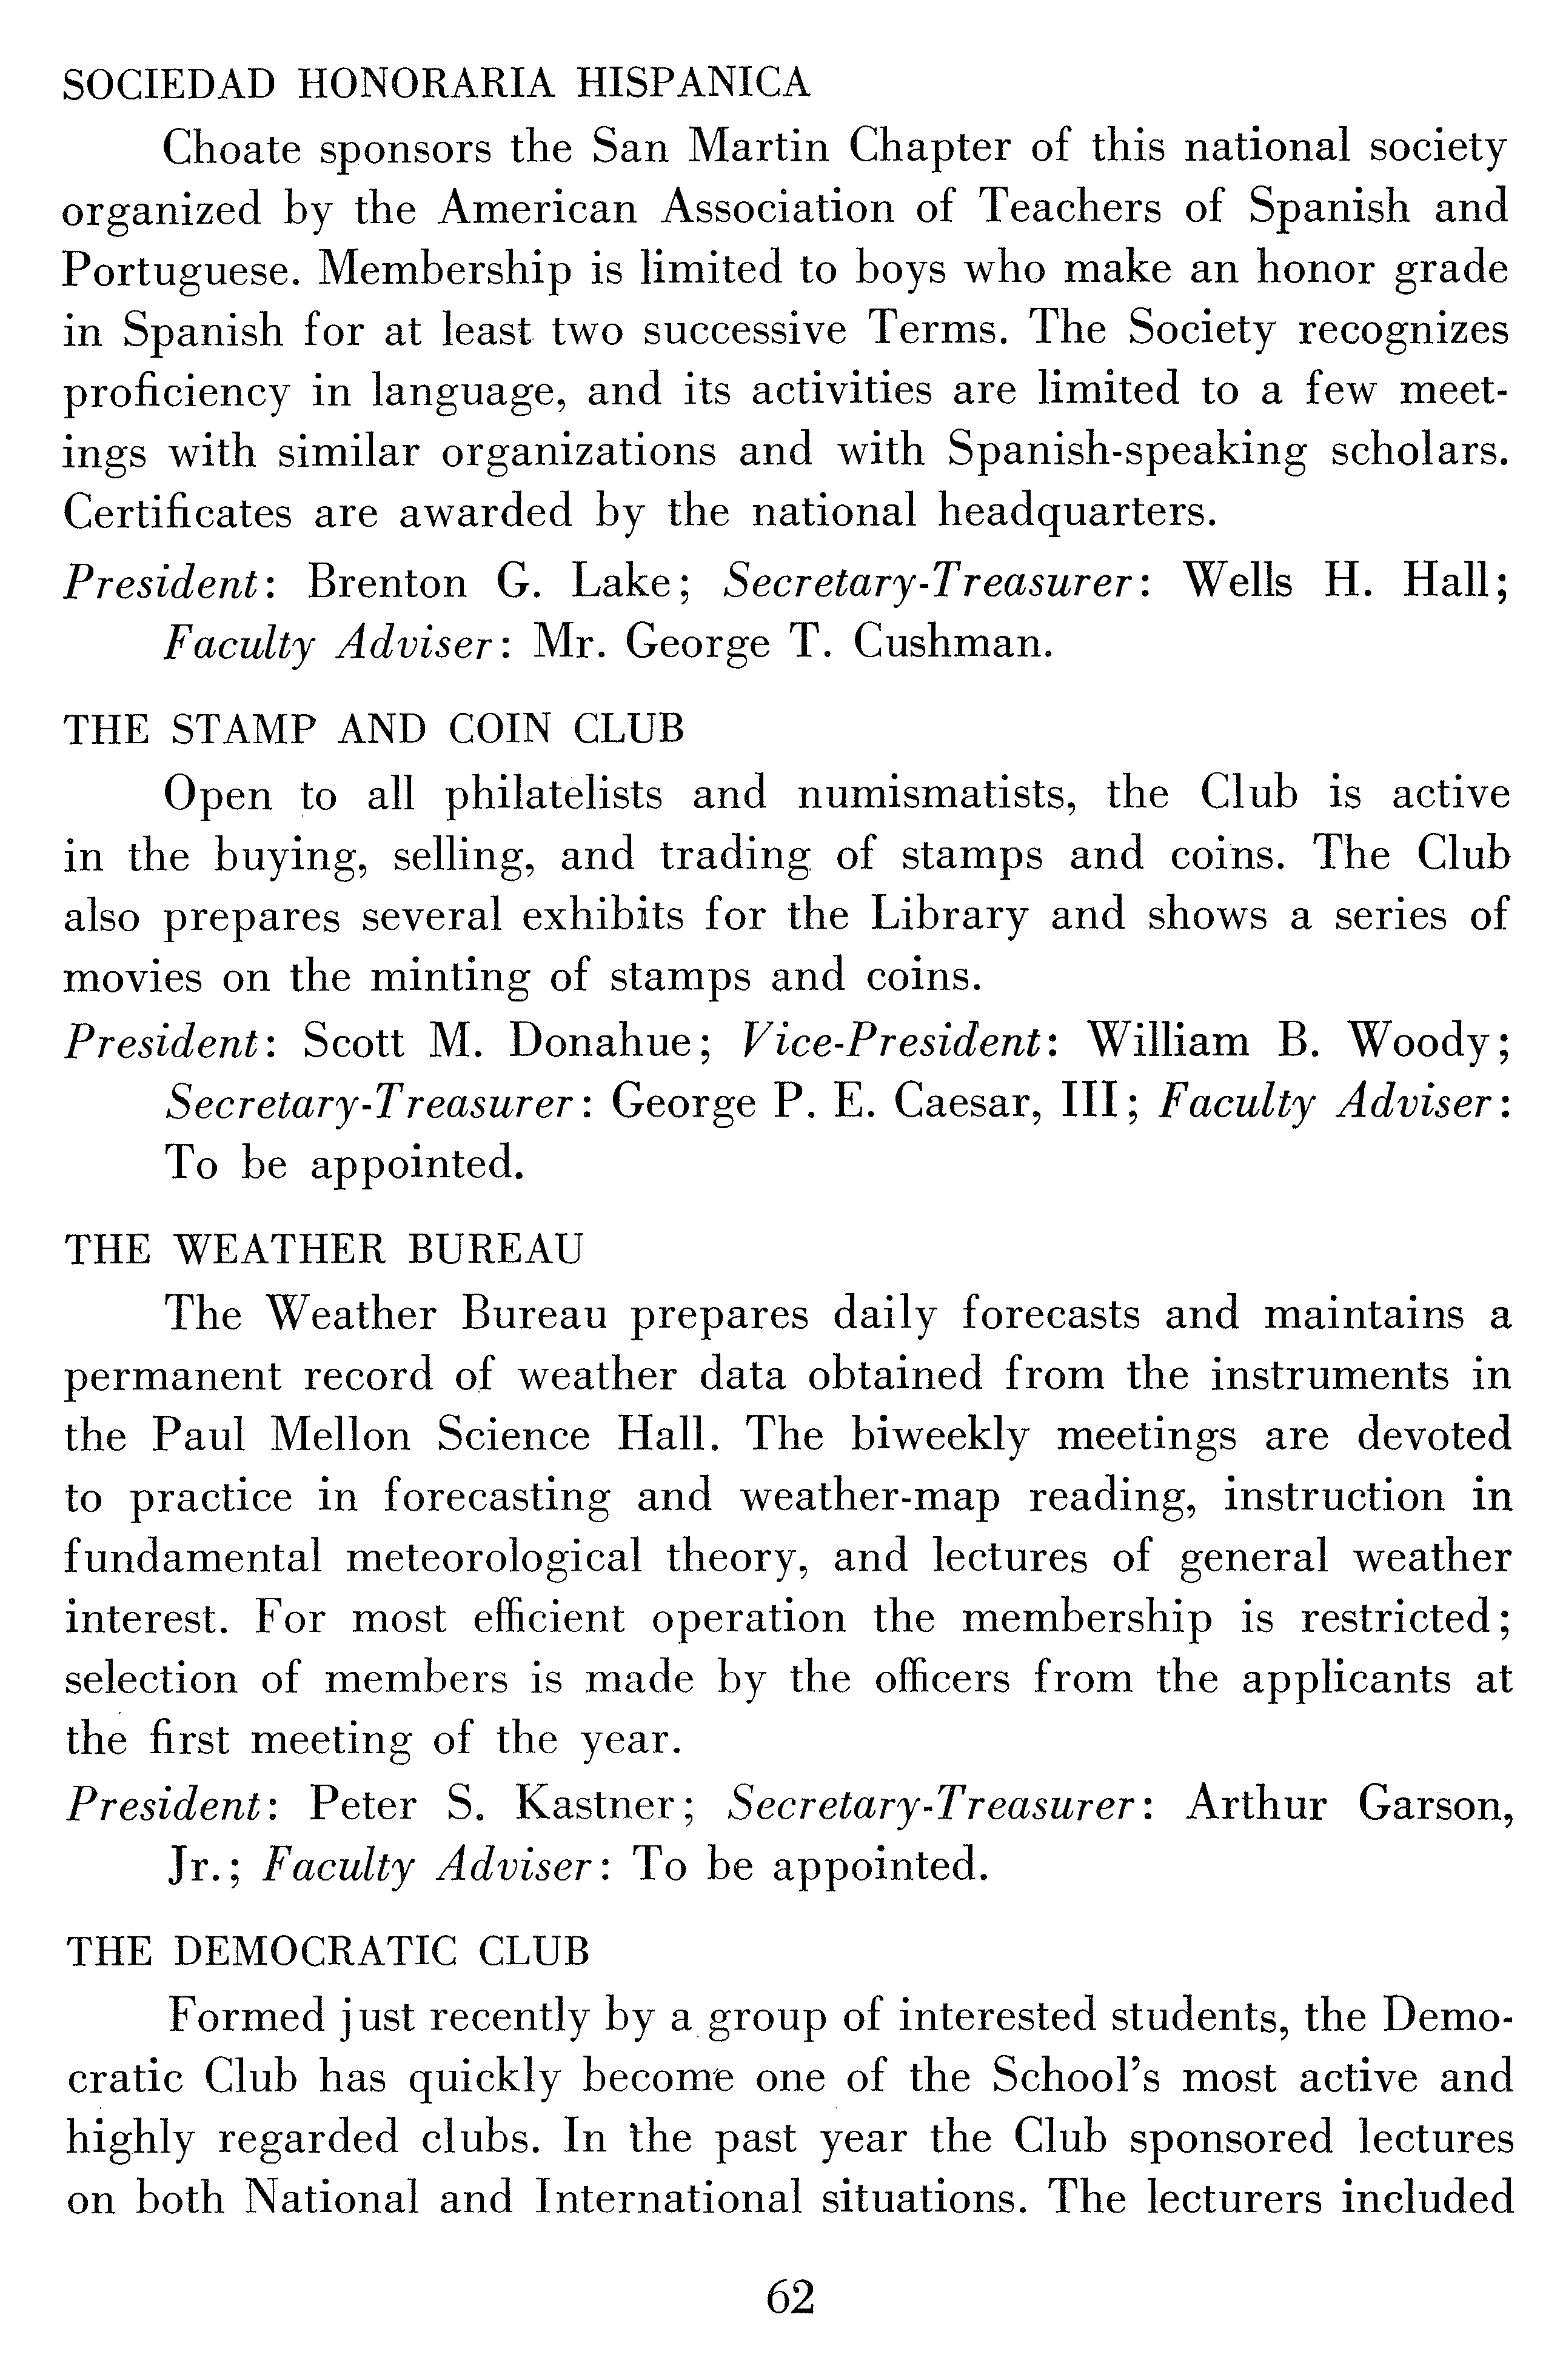 SOCIEDAD HONORARIA HISPANICA
Choate sponsors the San Martin Chapter of this national society
organized by the American Association of Teachers of Spanish and
Portuguese. Membership is limited to boys who make an honor grade
in Spanish for at least two successive Terms. The Society recognizes
proficiency in language, and its activities are limited to a few meet-
ings with similar organizations and with Spanish-speaking scholars.
Certificates are awarded by the national headquarters.
President: Brenton G. Lake; Secretary-Treasurer: Wells H. Hall;
Faculty Adviser: Mr. George T. Cushman.
THE STAMP AND COIN CLUB
Open to all philatelists and numismatists, the Club is active
in the buying, selling, and trading of stamps and coins. The Club
also prepares several exhibits for the Library and shows a series of
movies on the minting of stamps and coins.
President: Scott M. Donahue; Vice-President: William B. Woody;
Secretary-Treasurer: George P. E. Caesar, III; Faculty Adviser:
To be appointed.
THE WEATHER BUREAU
The Weather Bureau prepares daily forecasts and maintains a
permanent record of weather data obtained from the instruments in
the Paul Mellon Science Hall. The biweekly meetings are devoted
to practice in forecasting and weather-map reading, instruction in
fundamental meteorological theory, and lectures of general weather
interest. For most efficient operation the membership is restricted;
selection of members is made by the officers from the applicants at
the first meeting of the year.
President: Peter S. Kastner; Secretary-Treasurer: Arthur Garson,
Jr.; Faculty Adviser: To be appointed.
THE DEMOCRATIC CLUB
Formed just recently by a group of interested students, the Demo-
cratic Club has quickly become one of the School's most active and
highly regarded clubs. In the past year the Club sponsored lectures
on both National and International situations. The lecturers included
62